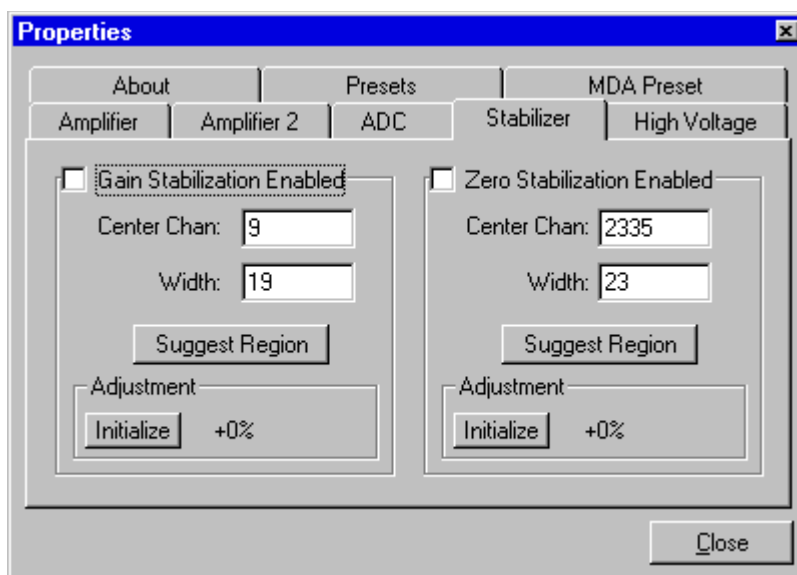 Properties
About Presets MDA Preset
Amplifier Amplifier 2 ADC Stabilizer High Voltage
Gain Stabilization Enabled
Center Chan: 9
Width: 19
Suggest Region
Adjustment
Initialize +0%
Zero Stabilization Enabled
Center Chan: 2335
Width: 23
Suggest Region
Adjustment
Initialize +0%
Close